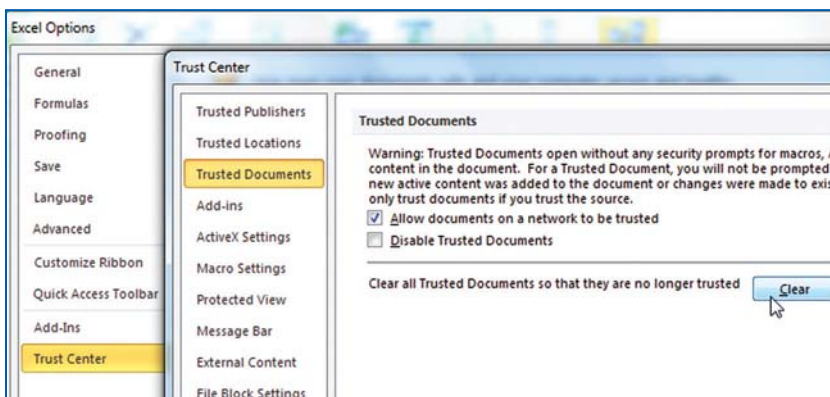 Excel Options
General
Formulas
Proofing
Save
Language
Advanced
Customize Ribbon
Quick Access Toolbar
Add-Ins
Trust Center
Trust Center
Trusted Publishers
Trusted Locations
Trusted Documents
Add-ins
ActiveX Settings
Macro Settings
Protected View
Message Bar
External Content
File Block Settings
Trusted Documents
Warning: Trusted Documents open without any security prompts for macros,
content in the document.  For a Trusted Document, you will not be prompted
new active content was added to the document or changes were made to
only trust documents if you trust the source.
Allow documents on a network to be trusted
Disable Trusted Documents
Clear all Trusted Documents so that they are no longer trusted
Clear